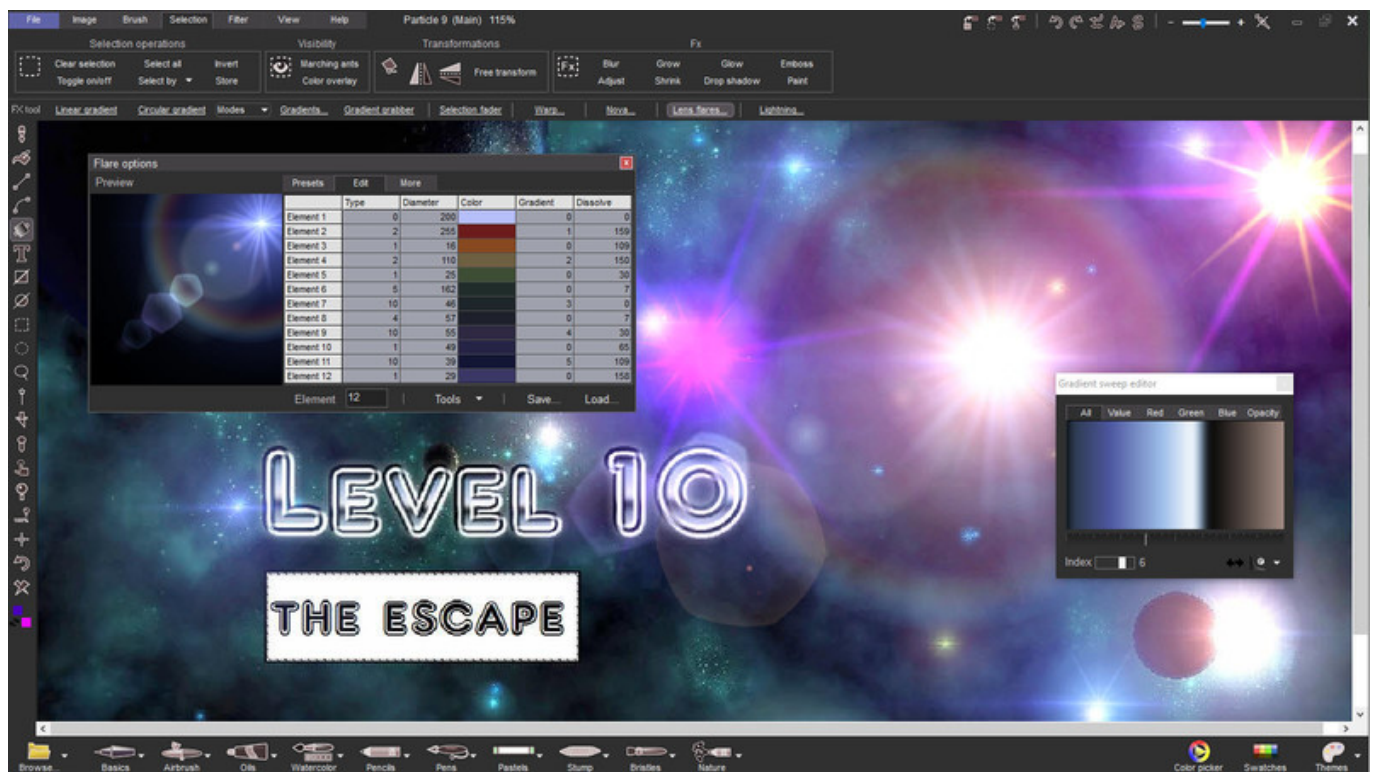 File Image Brush Selection Filter View Help Particle 9 (Main) 115%
Selection operations Visibility Transformations Fx
Clear selection Select all Invert Marching ants Free transform Fx Blur Grow Glow Emboss
Toggle on/off Select by Store Color overlay Adjust Shrink Drop shadow Paint
FX tool Linear gradient Circular gradient Modes Gradients... Gradient grabber Selection fader Warp... Nova... Lens flares... Lightning...
Flare options
Preview Presets Edit More
Type Diameter Color Gradient Dissolve
Element 1 0 200 0 0
Element 2 2 255 1 159
Element 3 1 16 0 109
Element 4 2 110 2 150
Element 5 1 25 0 30
Element 6 5 162 0 7
Element 7 10 46 3 0
Element 8 4 57 0 7
Element 9 10 55 4 30
Element 10 1 49 0 65
Element 11 10 39 5 109
Element 12 1 29 0 158
Element 12 Tools Save... Load...
Gradient sweep editor
All Value Red Green Blue Opacity
Index 6
LEVEL 10
THE ESCAPE
Browse... Basics Airbrush Oils Watercolor Pencils Pens Pastels Stump Bristles Nature Color picker Swatches Themes